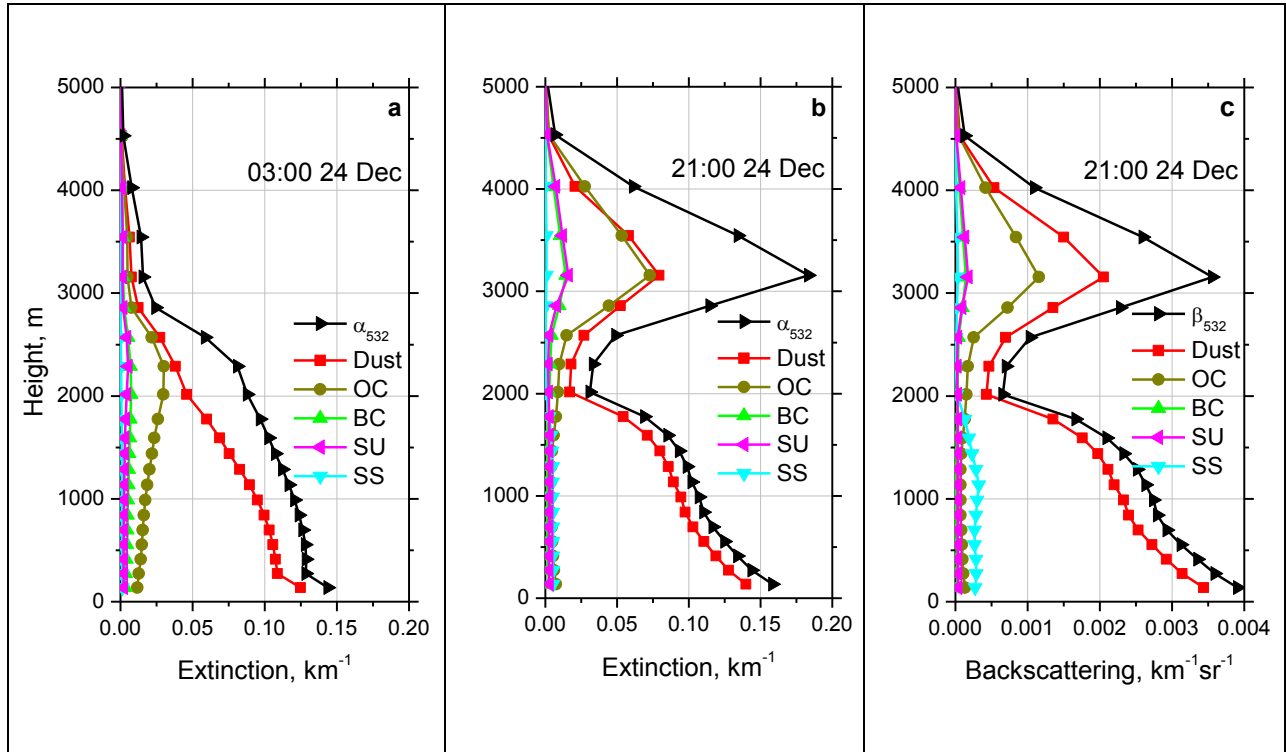 a
03:00 24 Dec
5000
4000
3000
2000
1000
0
Height, m
α532
Dust
OC
BC
SU
SS
0.00 0.05 0.10 0.15 0.20
Extinction, km-1
b
21:00 24 Dec
5000
4000
3000
2000
1000
0
α532
Dust
OC
BC
SU
SS
0.00 0.05 0.10 0.15 0.20
Extinction, km-1
c
21:00 24 Dec
5000
4000
3000
2000
1000
0
β532
Dust
OC
BC
SU
SS
0.000 0.001 0.002 0.003 0.004
Backscattering, km-1sr-1